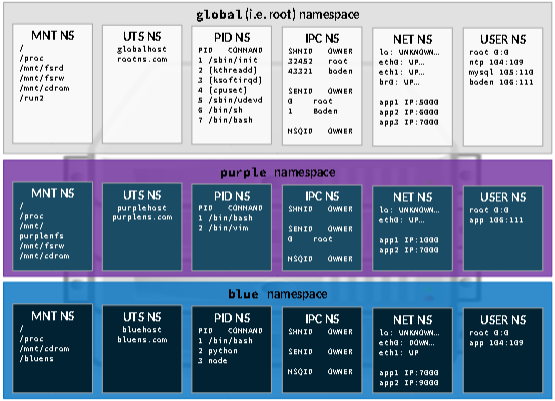 global (i.e. root) namespace
MNT NS
/
/proc
/mnt/fsrd
/mnt/fsrw
/mnt/cdrom
/run2
UTS NS
globalhost
rootns.com
PID NS
PID COMMAND
1 /sbin/init
2 [kthreadd]
3 [ksoftirqd]
4 [cpuset]
5 /sbin/udevd
6 /bin/sh
7 /bin/bash
IPC NS
SHMID OWNER
32452 root
43321 boden
SEMID OWNER
0 root
1 Boden
MSQID OWNER
NET NS
lo: UNKNOWN…
eth0: UP…
eth1: UP…
br0: UP…
app1 IP:5000
app2 IP:6000
app3 IP:7000
USER NS
root 0:0
ntp 104:109
mysql 105:110
boden 106:111
purple namespace
MNT NS
/
/proc
/mnt/
purplenfs
/mnt/fsrw
/mnt/cdrom
UTS NS
purplehost
purplens.com
PID NS
PID COMMAND
1 /bin/bash
2 /bin/vim
IPC NS
SHMID OWNER
SEMID OWNER
0 root
MSQID OWNER
NET NS
lo: UNKNOWN…
eth0: UP…
app1 IP:1000
app2 IP:7000
USER NS
root 0:0
app 106:111
blue namespace
MNT NS
/
/proc
/mnt/cdrom
/bluens
UTS NS
bluehost
bluens.com
PID NS
PID COMMAND
1 /bin/bash
2 python
3 node
IPC NS
SHMID OWNER
SEMID OWNER
MSQID OWNER
NET NS
lo: UNKNOWN…
eth0: DOWN…
eth1: UP
app1 IP:7000
app2 IP:9000
USER NS
root 0:0
app 104:109